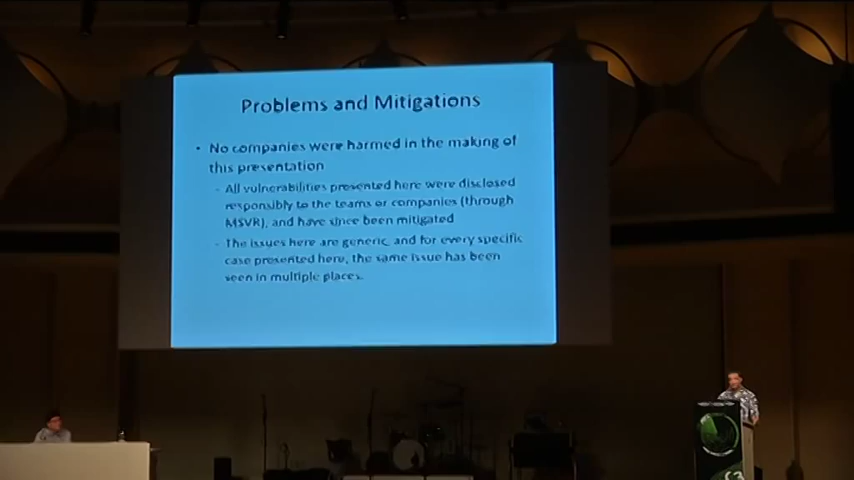 Problems and Mitigations
• No companies were harmed in the making of
this presentation
- All vulnerabilities presented here were disclosed
responsibly to the teams or companies (through
MSVR), and have since been mitigated
- The issues here are generic, and for every specific
case presented here, the same issue has been
seen in multiple places.